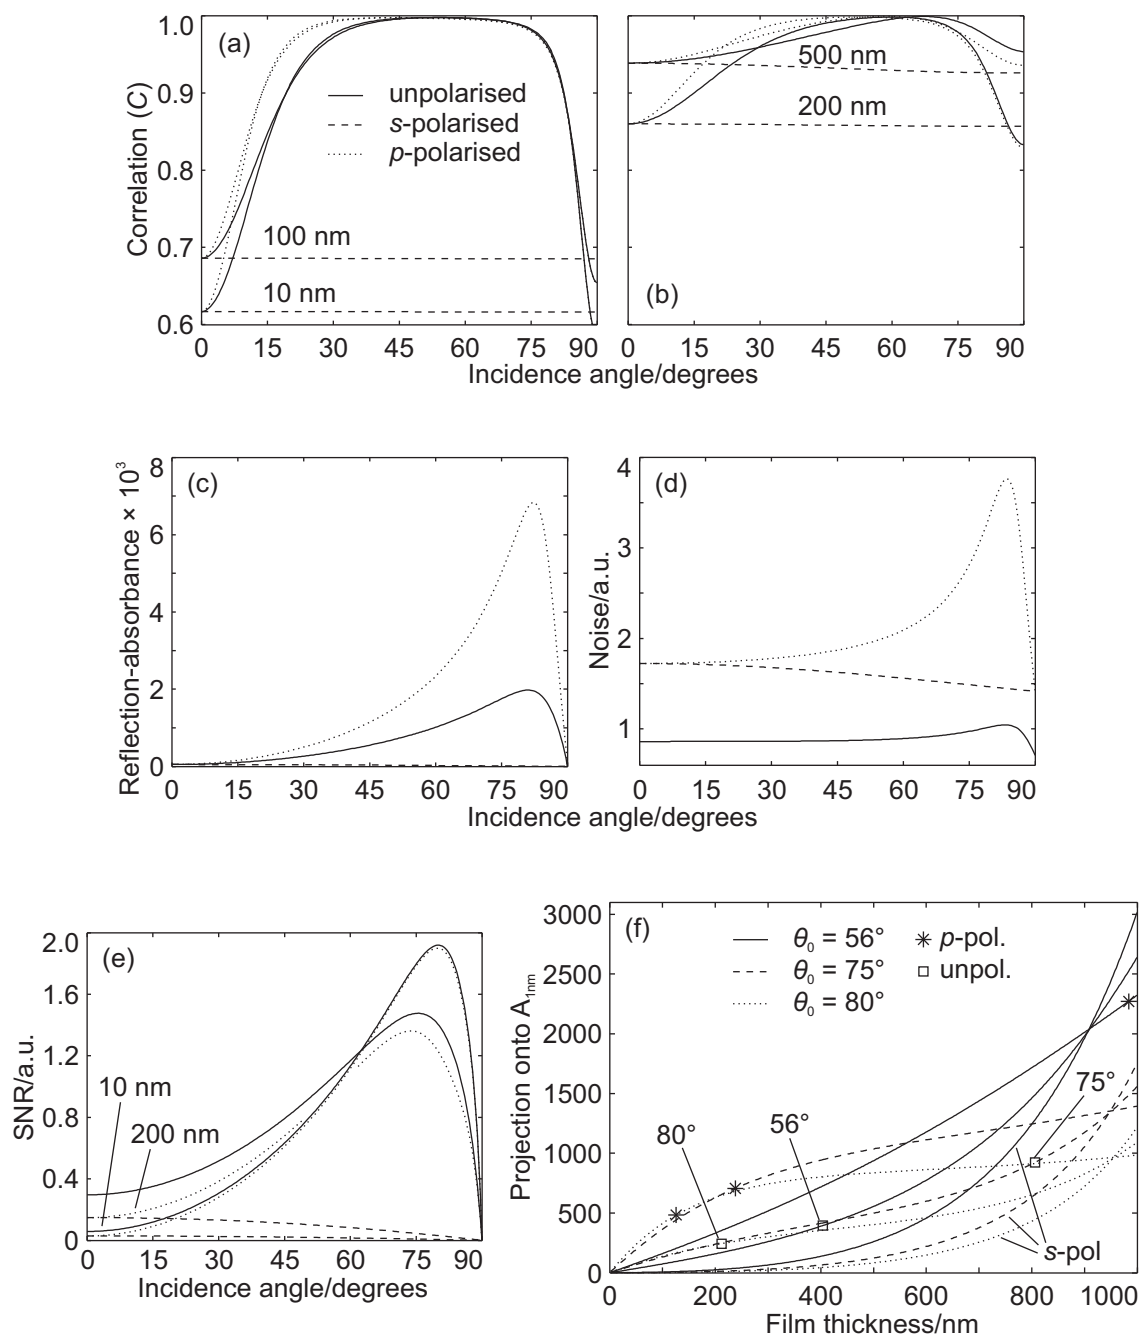 (a)
Correlation (C)
1.0
0.9
0.8
0.7
0.6
unpolarised
s-polarised
p-polarised
100 nm
10 nm
0 15 30 45 60 75 90
(b)
500 nm
200 nm
0 15 30 45 60 75 90
Incidence angle/degrees
(c)
Reflection-absorbance × 10³
8
6
4
2
0
0 15 30 45 60 75 90
(d)
Noise/a.u.
4
3
2
1
0 15 30 45 60 75 90
Incidence angle/degrees
(e)
SNR/a.u.
2.0
1.6
1.2
0.8
0.4
0
10 nm
200 nm
0 15 30 45 60 75 90
Incidence angle/degrees
(f)
Projection onto A1nm
3000
2500
2000
1500
1000
500
0
θ0 = 56° p-pol.
θ0 = 75° unpol.
θ0 = 80°
80°
56°
75°
s-pol
0 200 400 600 800 1000
Film thickness/nm